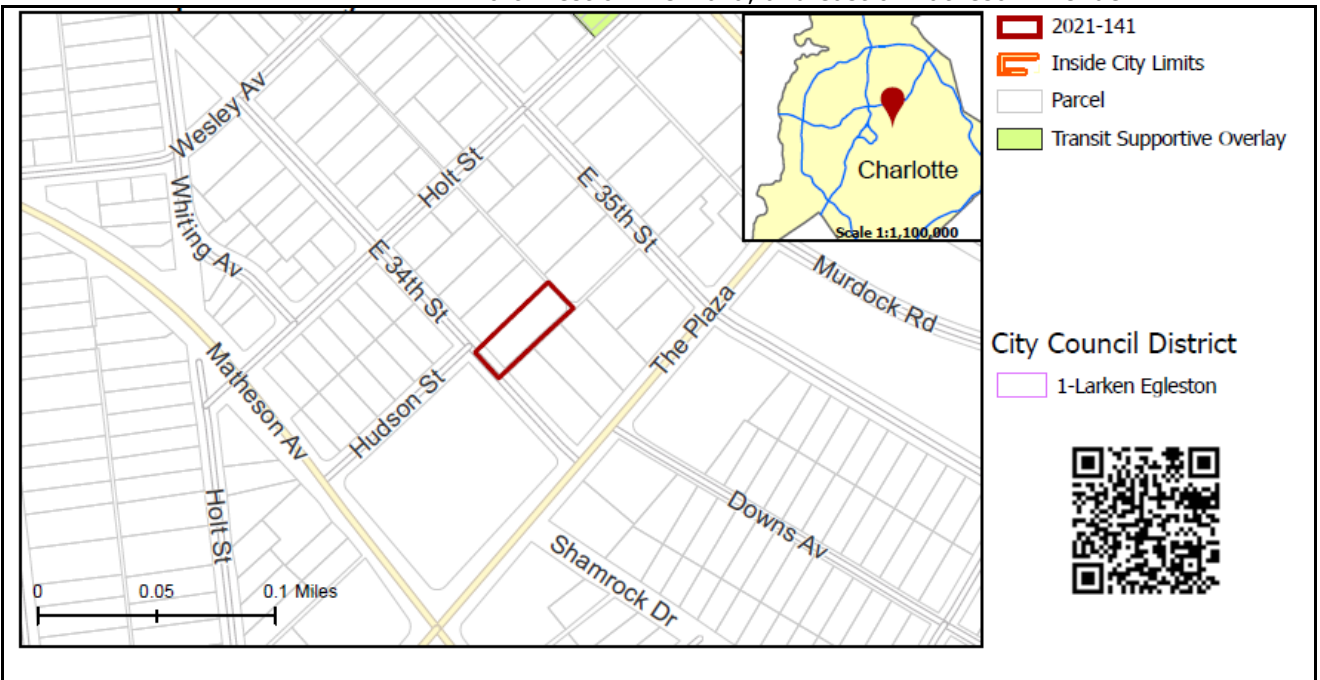 2021-141
Inside City Limits
Parcel
Transit Supportive Overlay
Charlotte
Scale 1:1,100,000
Wesley Av
Holt St
E 35th St
Whiting Av
E 34th St
Murdock Rd
The Plaza
Matheson Av
Hudson St
Holt St
Downs Av
Shamrock Dr
0 0.05 0.1 Miles
City Council District
1-Larken Egleston